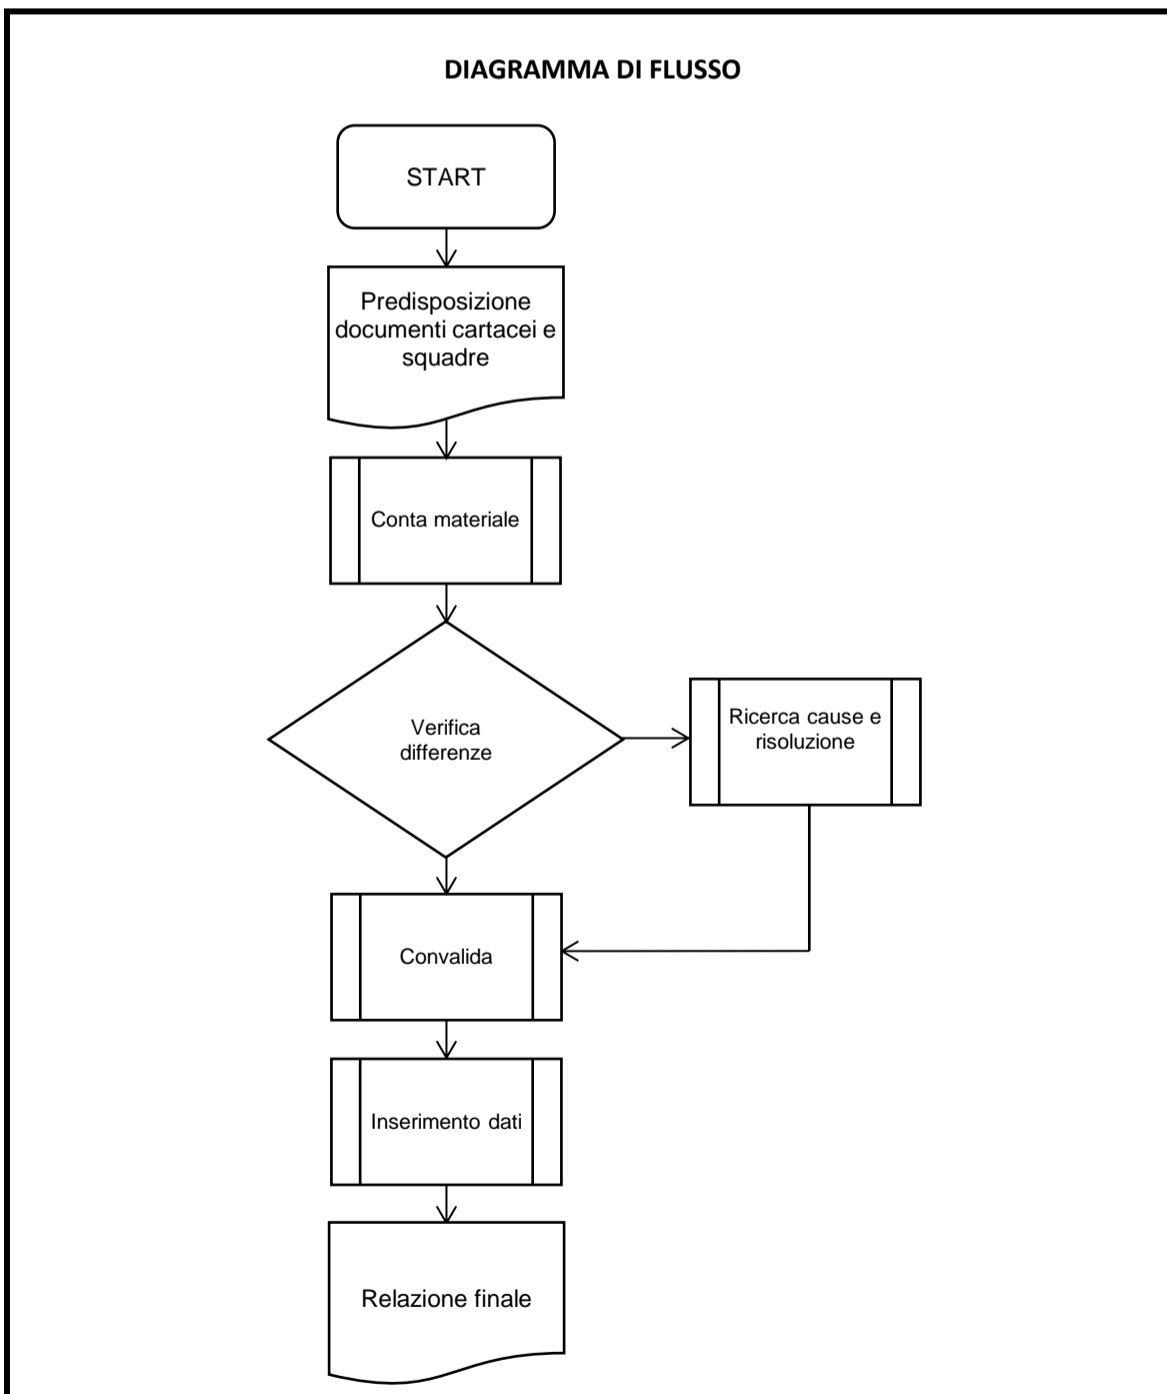 DIAGRAMMA DI FLUSSO
START
Predisposizione
documenti cartacei e
squadre
Conta materiale
Verifica
differenze
Ricerca cause e
risoluzione
Convalida
Inserimento dati
Relazione finale